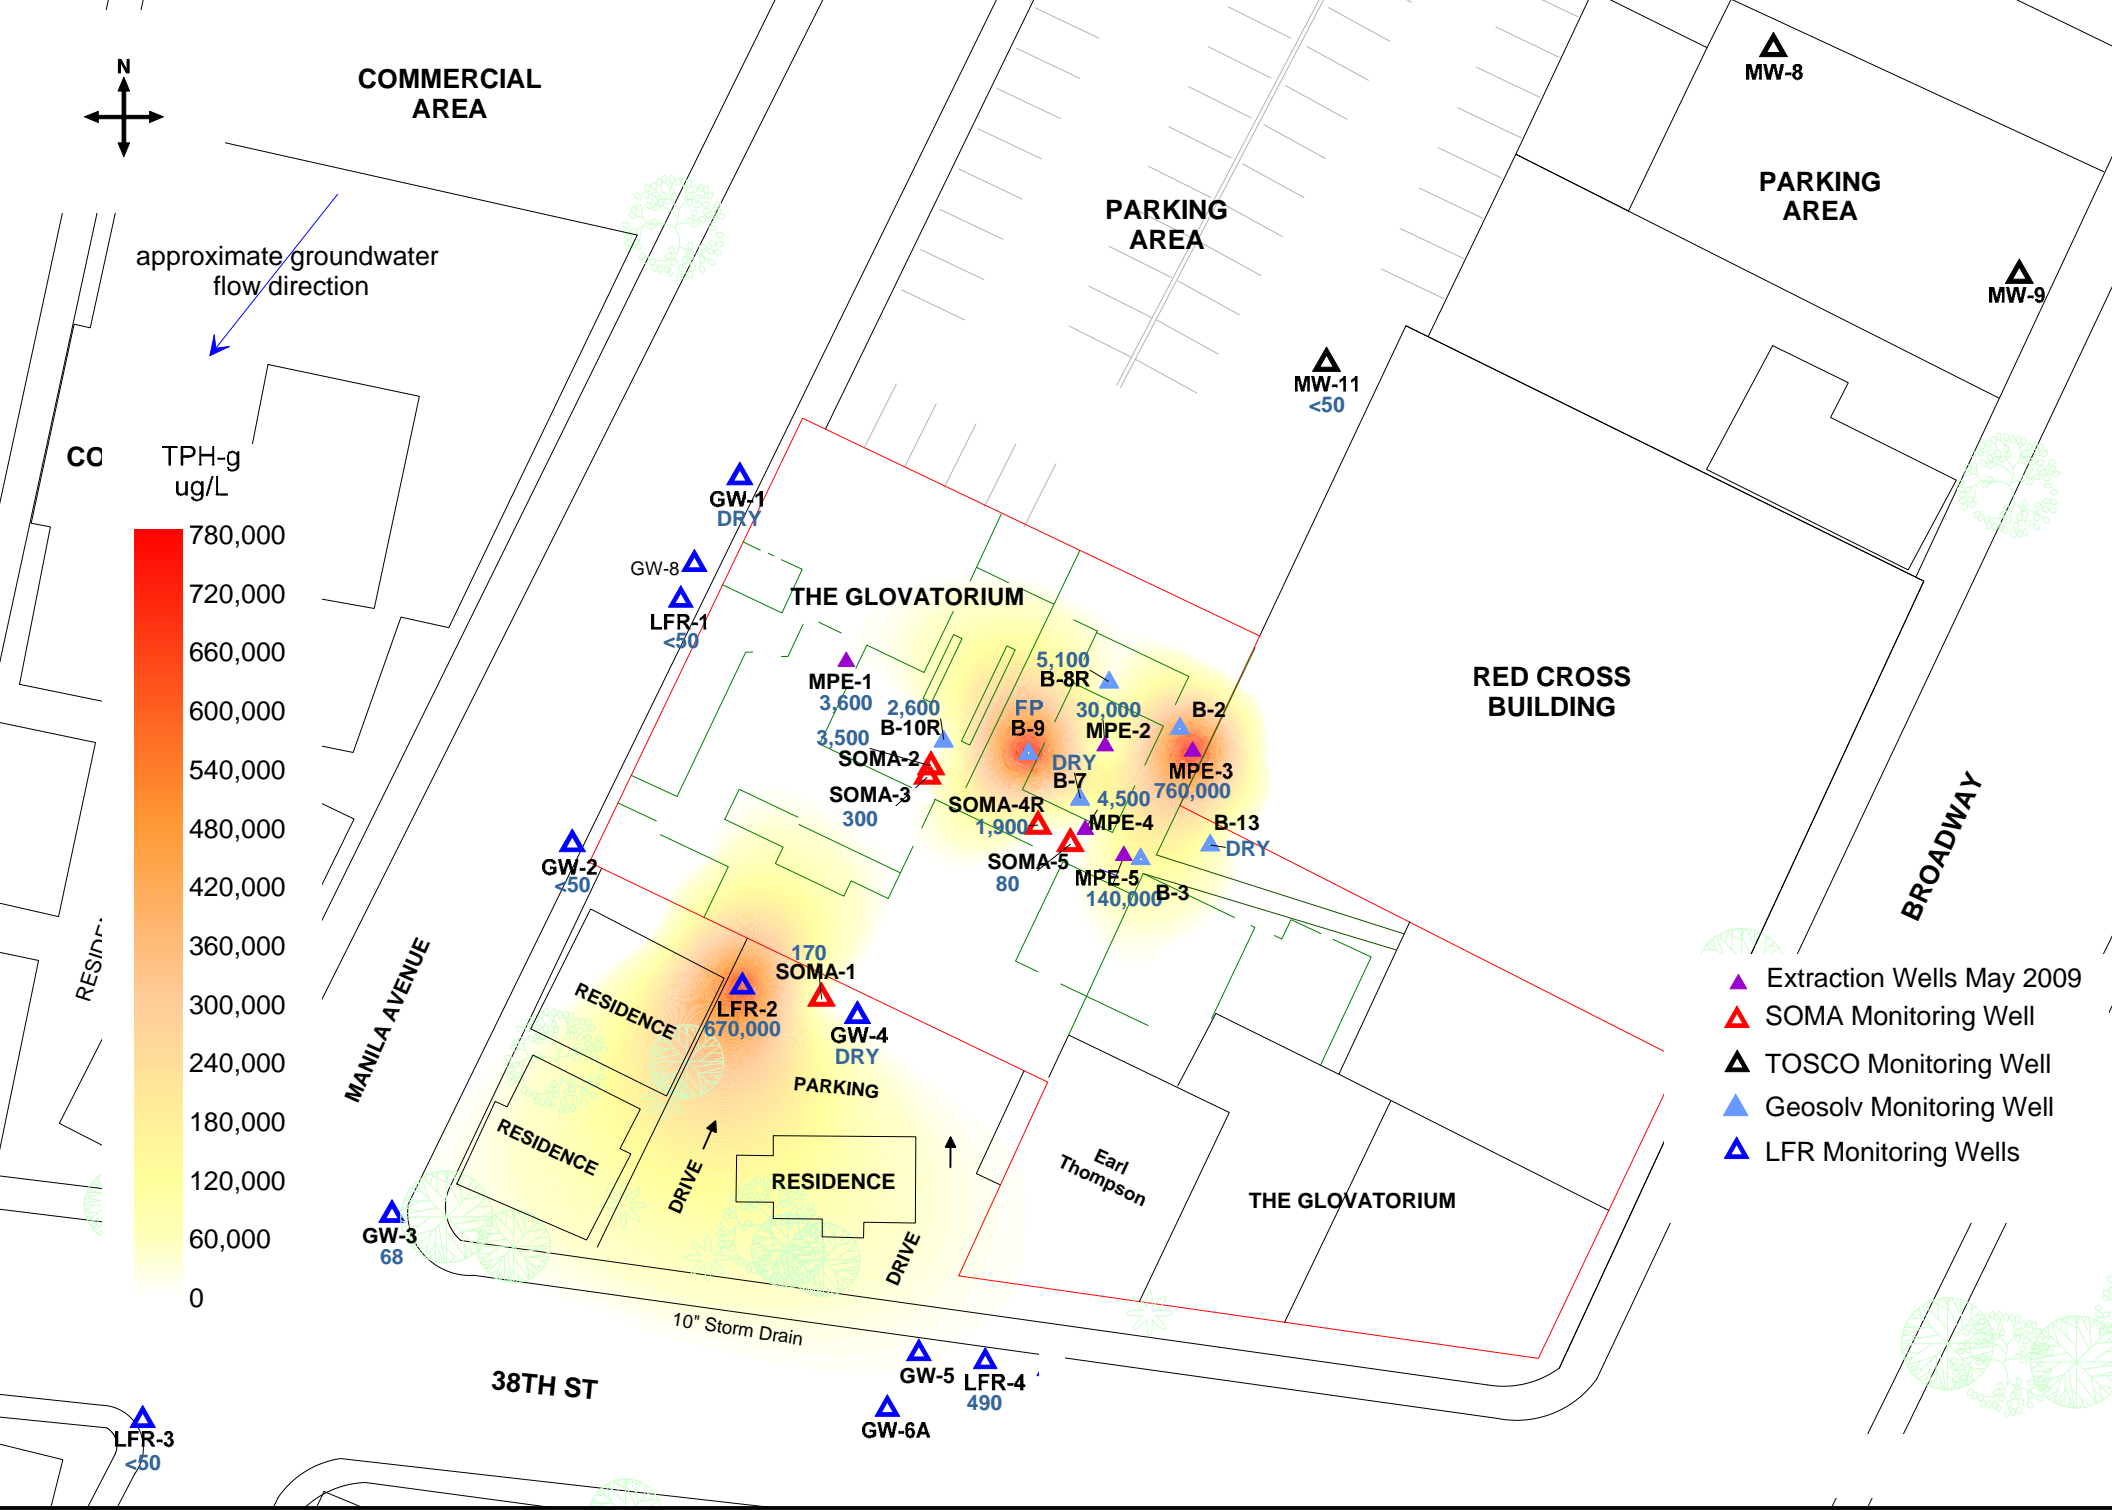 N
COMMERCIAL
AREA
MW-8
PARKING
AREA
PARKING
AREA
approximate groundwater
flow direction
MW-9
MW-11
<50
CO
TPH-g
ug/L
780,000
720,000
660,000
600,000
540,000
480,000
420,000
360,000
300,000
240,000
180,000
120,000
60,000
0
GW-1
DRY
GW-8
LFR-1
<50
THE GLOVATORIUM
MPE-1
3,600
5,100
B-8R
2,600
B-10R
FP
B-9
30,000
MPE-2
B-2
3,500
SOMA-2
DRY
B-7
MPE-3
760,000
SOMA-3
300
SOMA-4R
1,900
4,500
MPE-4
B-13
DRY
SOMA-5
80
MPE-5
140,000
B-3
RED CROSS
BUILDING
GW-2
<50
BROADWAY
RESIDE
MANILA AVENUE
170
SOMA-1
RESIDENCE
LFR-2
670,000
GW-4
DRY
PARKING
RESIDENCE
DRIVE
RESIDENCE
DRIVE
Earl
Thompson
THE GLOVATORIUM
Extraction Wells May 2009
SOMA Monitoring Well
TOSCO Monitoring Well
Geosolv Monitoring Well
LFR Monitoring Wells
GW-3
68
10" Storm Drain
38TH ST
GW-5
LFR-4
490
GW-6A
LFR-3
<50